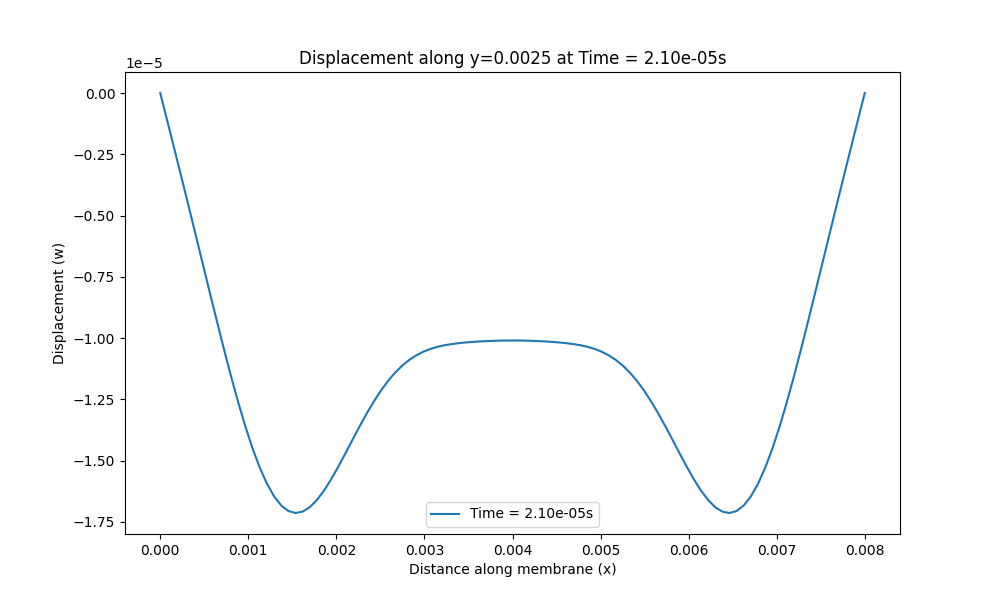 Displacement along y=0.0025 at Time = 2.10e-05s
1e−5
0.00
−0.25
−0.50
−0.75
−1.00
−1.25
−1.50
−1.75
Displacement (w)
Time = 2.10e-05s
0.000 0.001 0.002 0.003 0.004 0.005 0.006 0.007 0.008
Distance along membrane (x)